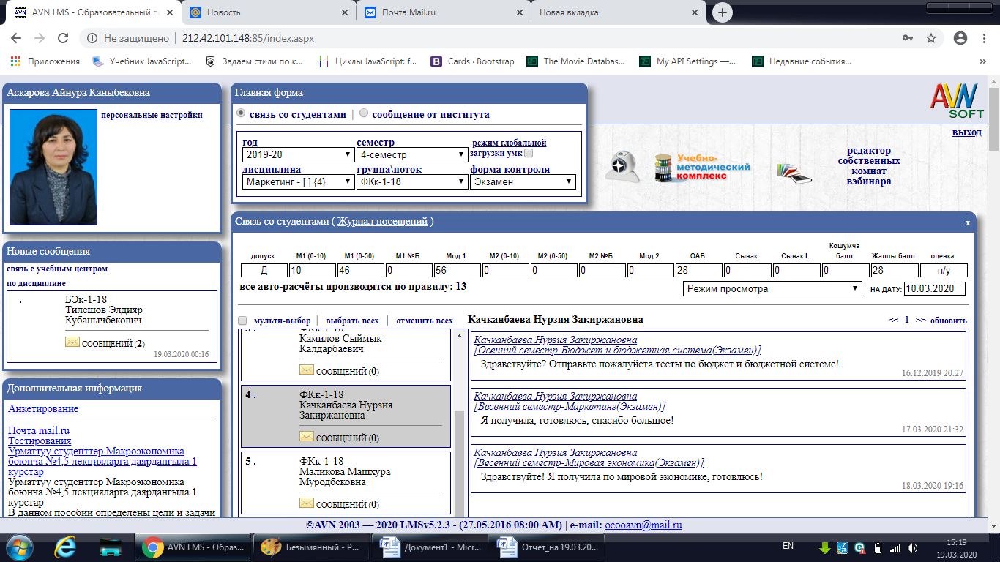 AVN LMS - Образовательный п
Новость
Почта Mail.ru
Новая вкладка
Не защищено | 212.42.101.148:85/index.aspx
Приложения
Учебник JavaScript...
Задаём стили по к...
Циклы JavaScript: f...
Cards · Bootstrap
The Movie Databas...
My API Settings —...
Недавние события...
»
Аскарова Айнура Каныбековна
персональные настройки
Главная форма
связь со студентами | сообщение от института
год
семестр
режим глобальной
загрузки умк
2019-20
4-семестр
дисциплина
группа\поток
форма контроля
Маркетинг - [ ] {4}
ФКк-1-18
Экзамен
AVN
SOFT
выход
Учебно-
методический
комплекс
редактор
собственных
комнат
вэбинара
Новые сообщения
связь с учебным центром
по дисциплине
.
БЭк-1-18
Тилешов Элдияр
Кубанычбекович
СООБЩЕНИЙ (2)
19.03.2020 00:16
Дополнительная информация
Анкетирование
Почта mail.ru
Тестирования
Урматтуу студенттер Макроэкономика
боюнча №4,5 лекцияларга даярдангыла 1
курстар
Урматтуу студенттер Макроэкономика
боюнча №4,5 лекцияларга даярдангыла 1
курстар
В данном пособии определены цели и задачи
Связь со студентами ( Журнал посещений )
x
допуск
М1 (0-10)
М1 (0-50)
М1 №Б
Мод 1
М2 (0-10)
М2 (0-50)
М2 №Б
Мод 2
ОАБ
Сынак
Сынак L
Кошумча
балл
Жалпы балл
оценка
Д
10
46
0
56
0
0
0
0
28
0
0
0
28
н/у
все авто-расчёты производятся по правилу: 13
Режим просмотра
НА ДАТУ: 10.03.2020
мульти-выбор | выбрать всех | отменить всех
3 .
ФКк-1-18
Камилов Сыймык
Калдарбаевич
СООБЩЕНИЙ (0)
4 .
ФКк-1-18
Качканбаева Нурзия
Закиржановна
СООБЩЕНИЙ (0)
5 .
ФКк-1-18
Маликова Машхура
Муродбековна
СООБЩЕНИЙ (0)
Качканбаева Нурзия Закиржановна
<< 1 >> обновить
Качканбаева Нурзия Закиржановна
[Осенний семестр-Бюджет и бюджетная система(Экзамен)]
Здравствуйте? Отправьте пожалуйста тесты по бюджет и бюджетной системе!
16.12.2019 20:27
Качканбаева Нурзия Закиржановна
[Весенний семестр-Маркетинг(Экзамен)]
Я получила, готовлюсь, спасибо большое!
17.03.2020 21:32
Качканбаева Нурзия Закиржановна
[Весенний семестр-Мировая экономика(Экзамен)]
Здравствуйте! Я получила по мировой экономике, готовлюсь!
18.03.2020 19:16
©AVN 2003 — 2020 LMSv5.2.3 - (27.05.2016 08:00 AM) | e-mail: ocooavn@mail.ru
AVN LMS - Образ...
Безымянный - P...
Документ1 - Micr...
Отчет_на 19.03.20...
EN
15:19
19.03.2020